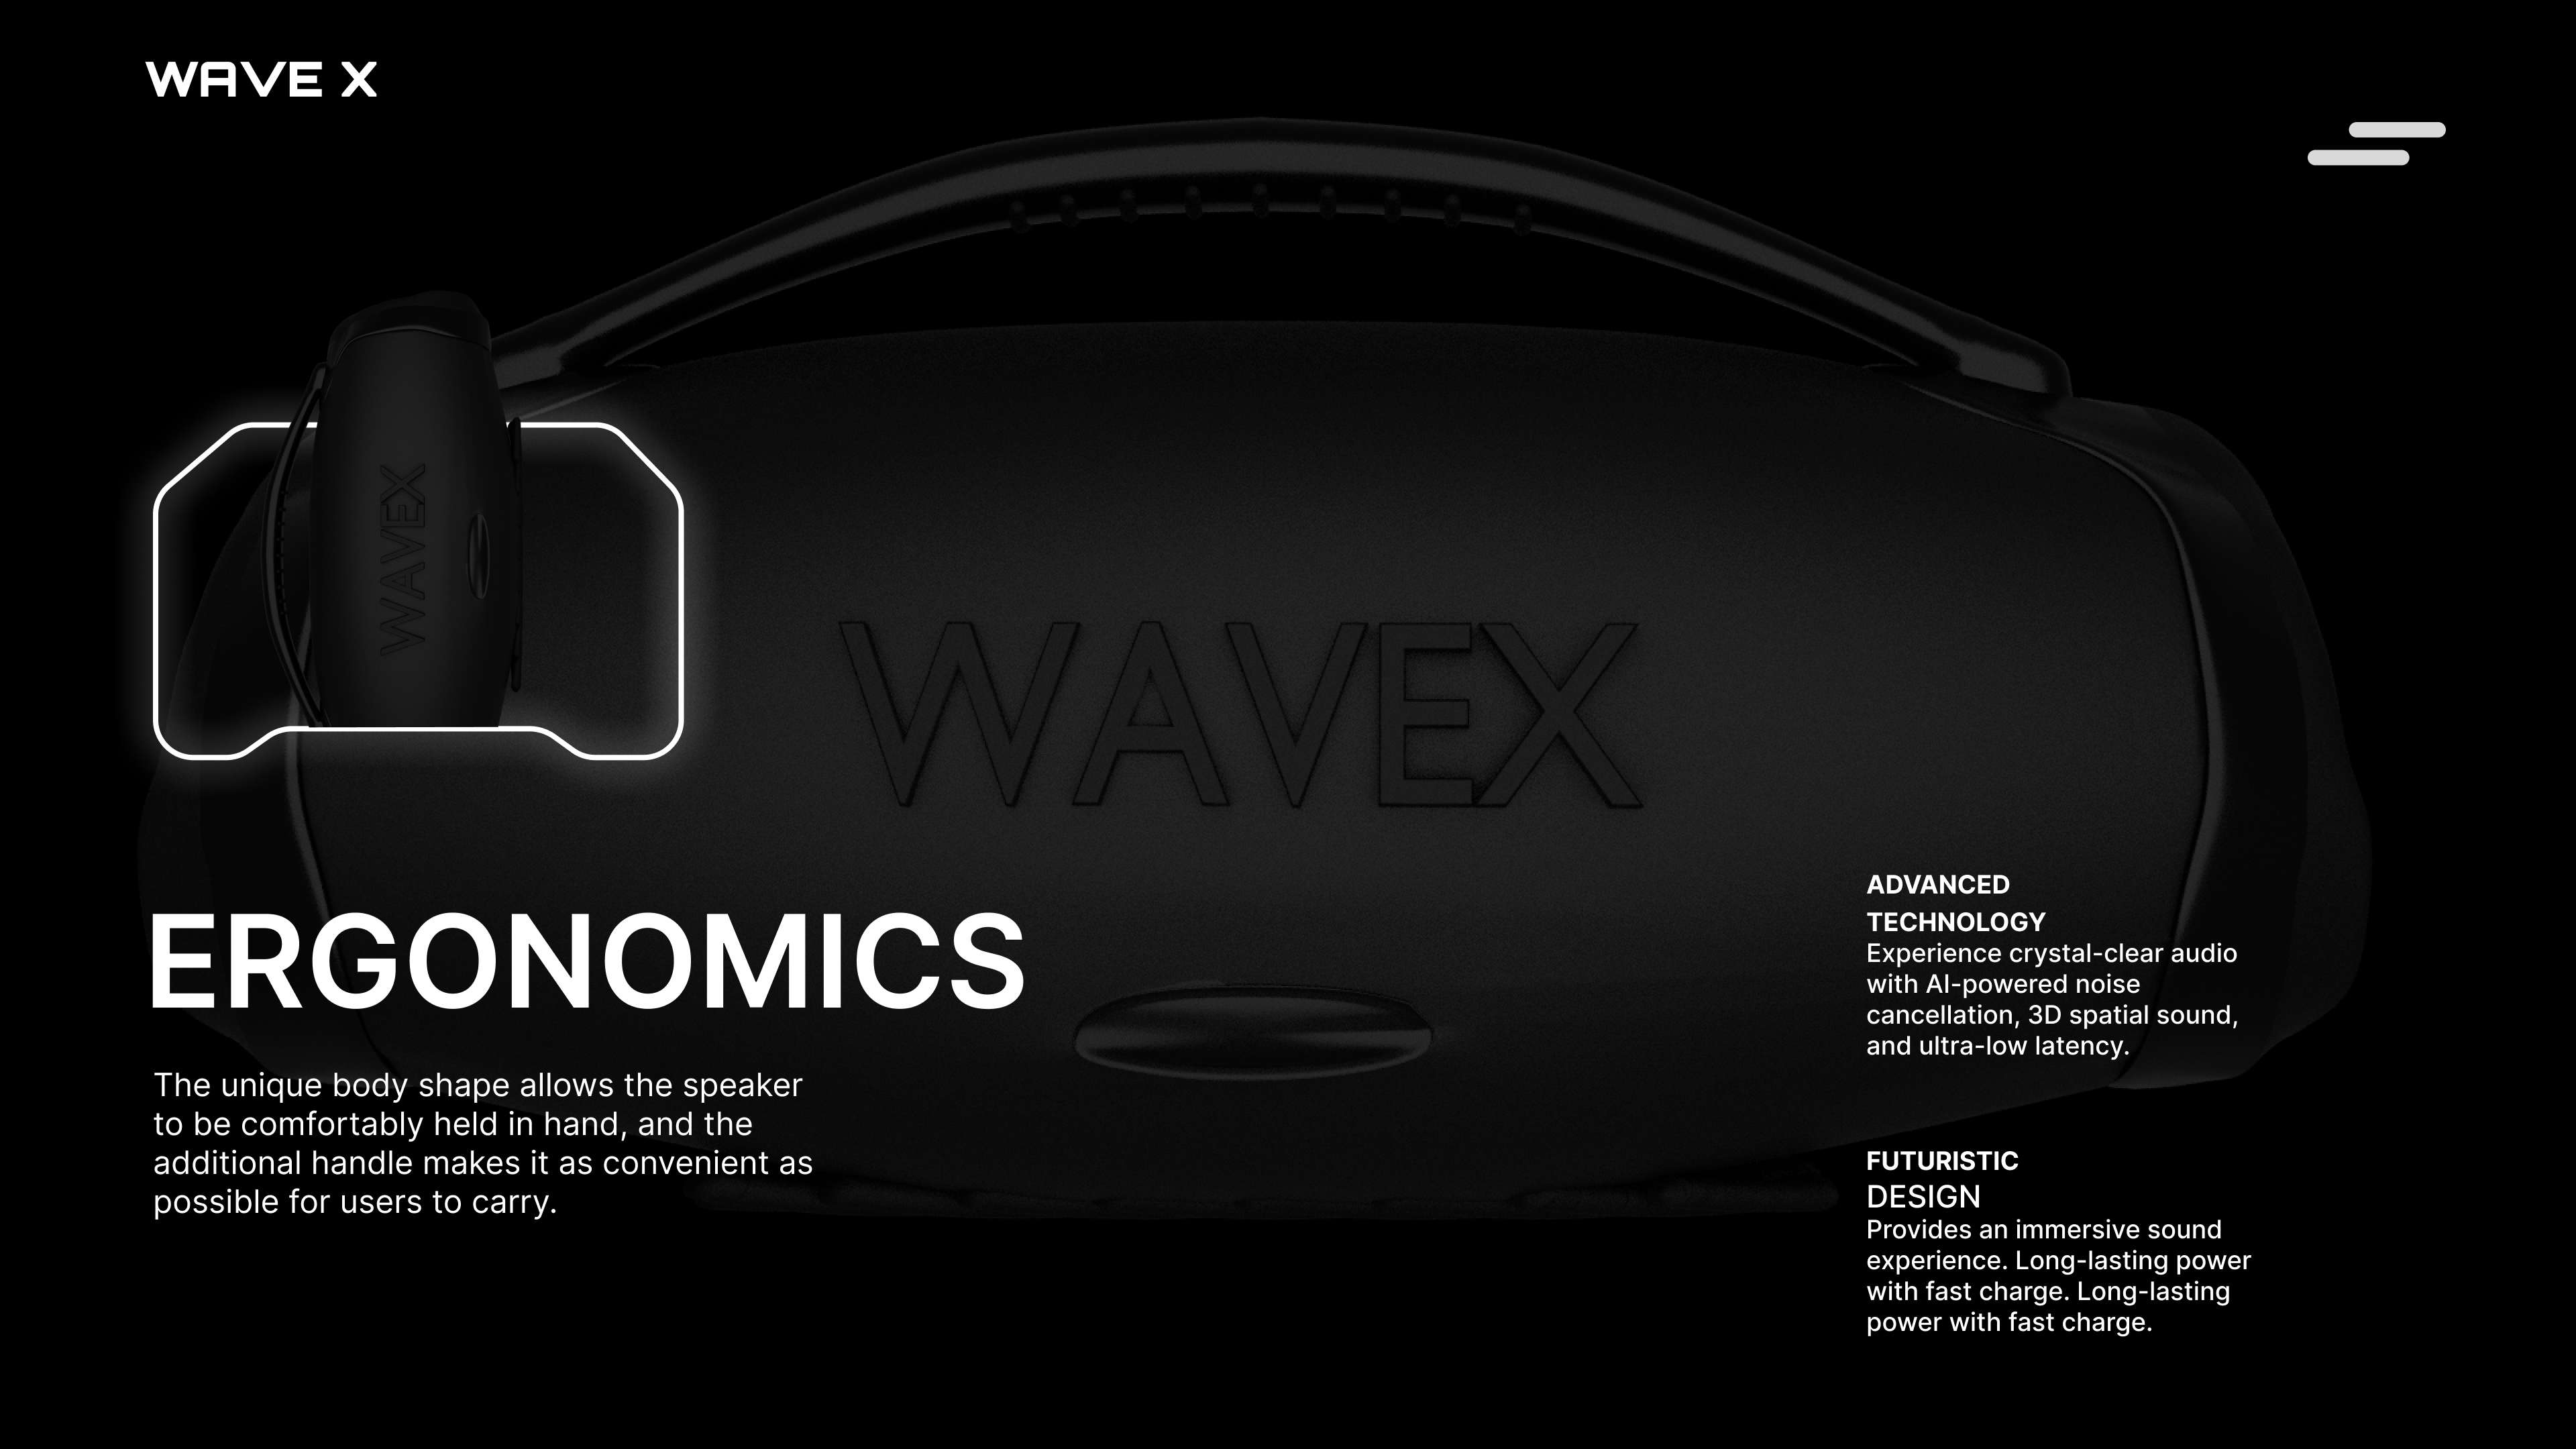 WAVE X
WAVEX
WAVEX
ERGONOMICS
The unique body shape allows the speaker
to be comfortably held in hand, and the
additional handle makes it as convenient as
possible for users to carry.
ADVANCED
TECHNOLOGY
Experience crystal-clear audio
with AI-powered noise
cancellation, 3D spatial sound,
and ultra-low latency.
FUTURISTIC
DESIGN
Provides an immersive sound
experience. Long-lasting power
with fast charge. Long-lasting
power with fast charge.